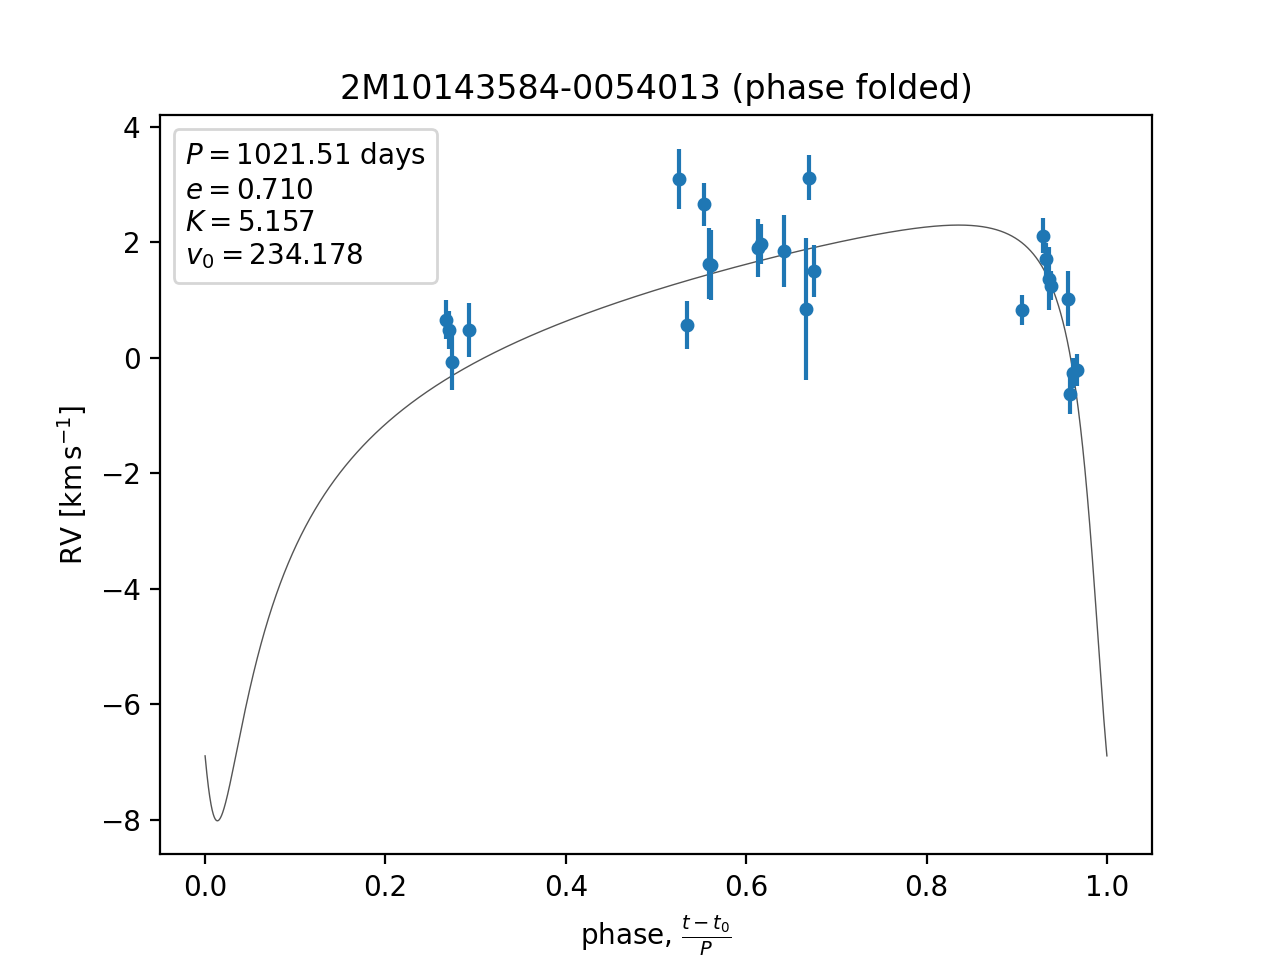 2M10143584-0054013 (phase folded)
P = 1021.51 days
e = 0.710
K = 5.157
v₀ = 234.178
4
2
0
−2
−4
−6
−8
RV [km s⁻¹]
0.0 0.2 0.4 0.6 0.8 1.0
phase, (t − t₀)/P